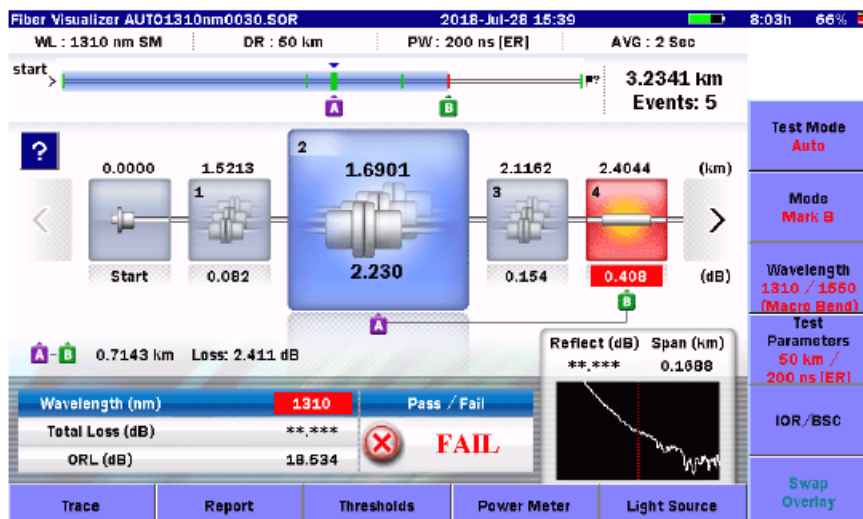 Fiber Visualizer AUTO1310nm0030.SOR 2018-Jul-28 15:39 8:03h 66%
WL : 1310 nm SM DR : 50 km PW : 200 ns [ER] AVG : 2 Sec
start
A B
3.2341 km
Events: 5
?
0.0000 1.5213 2 1.6901 2.1162 2.4044 (km)
1 3 4
Start 0.082 2.230 0.154 0.408 (dB)
A B
A-B 0.7143 km Loss: 2.411 dB
Reflect (dB) Span (km)
**.*** 0.1688
Wavelength (nm) 1310 Pass / Fail
Total Loss (dB) **.***
FAIL
ORL (dB) 18.534
Trace Report Thresholds Power Meter Light Source
Test Mode
Auto
Mode
Mark B
Wavelength
1310 / 1550
(Macro Bend)
Test
Parameters
50 km /
200 ns [ER]
IOR/BSC
Swap
Overlay